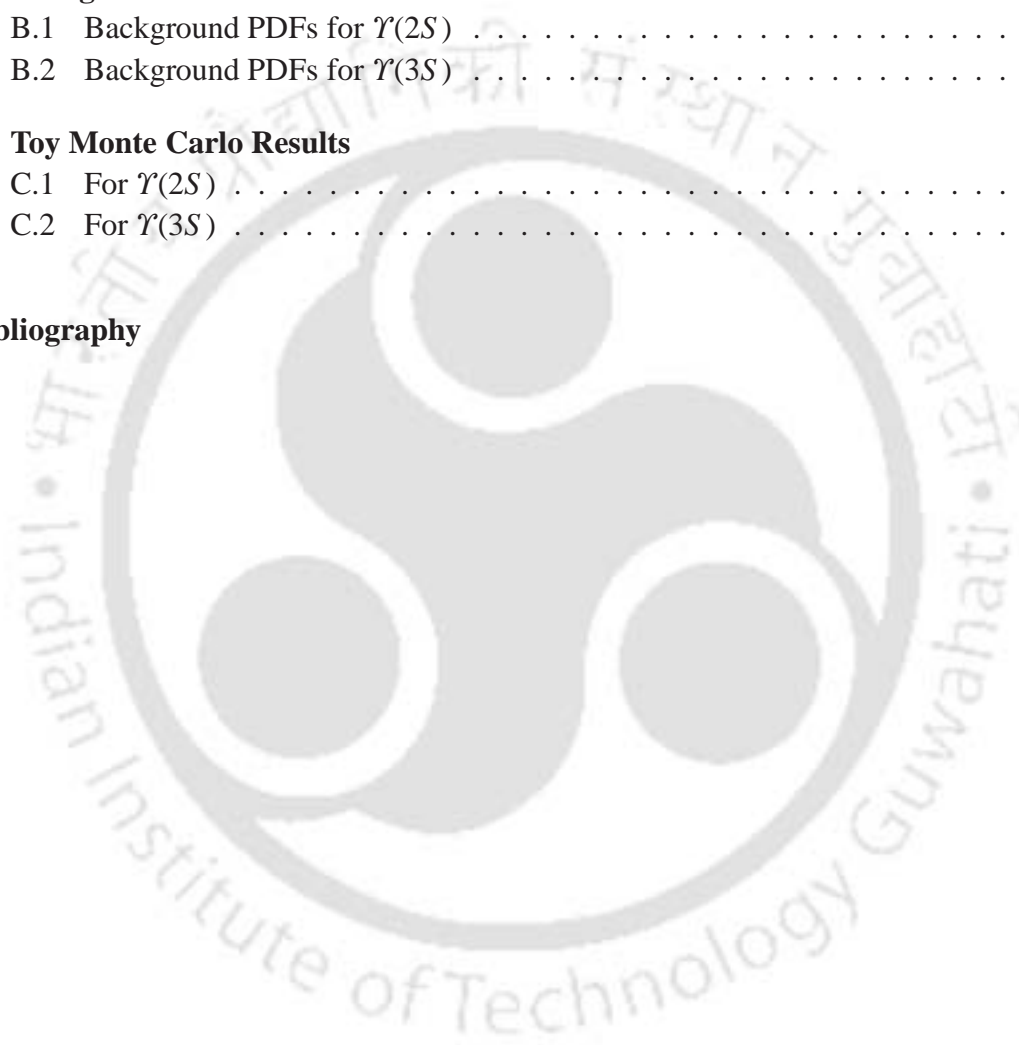 B.1 Background PDFs for ϒ(2S) . . . . . . . . . . . . . . . . . . . . . . . . . . . .
B.2 Background PDFs for ϒ(3S) . . . . . . . . . . . . . . . . . . . . . . . . . . . .
Toy Monte Carlo Results
C.1 For ϒ(2S) . . . . . . . . . . . . . . . . . . . . . . . . . . . . . . . . . . . . .
C.2 For ϒ(3S) . . . . . . . . . . . . . . . . . . . . . . . . . . . . . . . . . . . . .
bliography
Indian Institute of Technology Guwahati